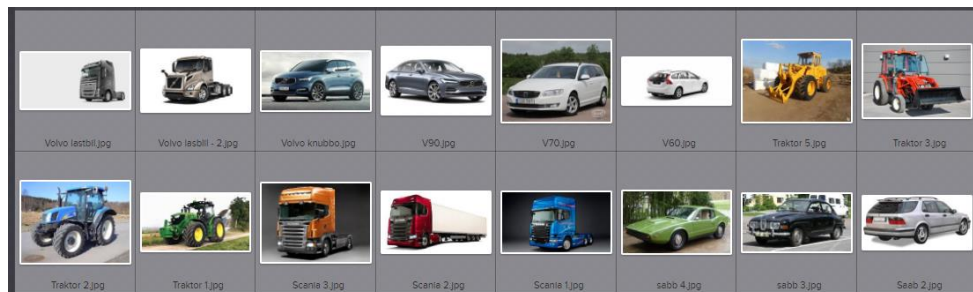 Volvo lastbil.jpg
Volvo lasbill - 2.jpg
Volvo knubbo.jpg
V90.jpg
V70.jpg
V60.jpg
Traktor 5.jpg
Traktor 3.jpg
Traktor 2.jpg
Traktor 1.jpg
Scania 3.jpg
Scania 2.jpg
Scania 1.jpg
sabb 4.jpg
sabb 3.jpg
Saab 2.jpg